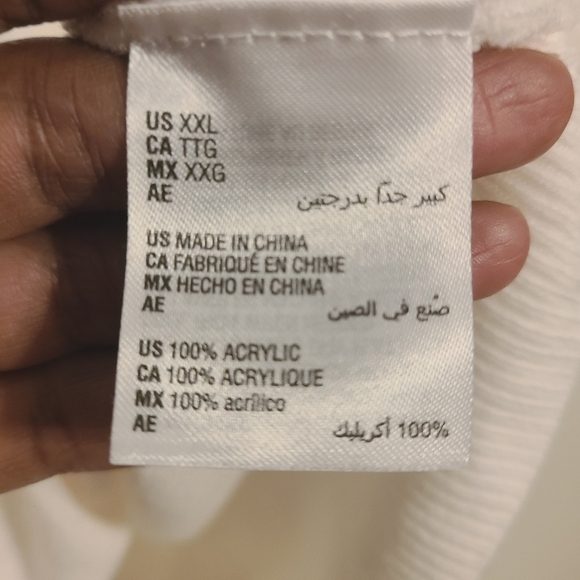 US XXL
CA TTG
MX XXG
AE كبير جدًا بدرجتين
US MADE IN CHINA
CA FABRIQUÉ EN CHINE
MX HECHO EN CHINA
AE صُنع في الصين
US 100% ACRYLIC
CA 100% ACRYLIQUE
MX 100% acrílico
AE 100% أكريليك